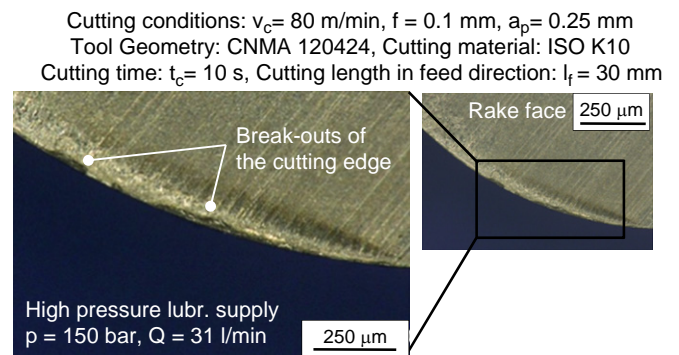 Cutting conditions: vc= 80 m/min, f = 0.1 mm, ap= 0.25 mm
Tool Geometry: CNMA 120424, Cutting material: ISO K10
Cutting time: tc= 10 s, Cutting length in feed direction: lf = 30 mm
Break-outs of
the cutting edge
High pressure lubr. supply
p = 150 bar, Q = 31 l/min
250 μm
Rake face
250 μm